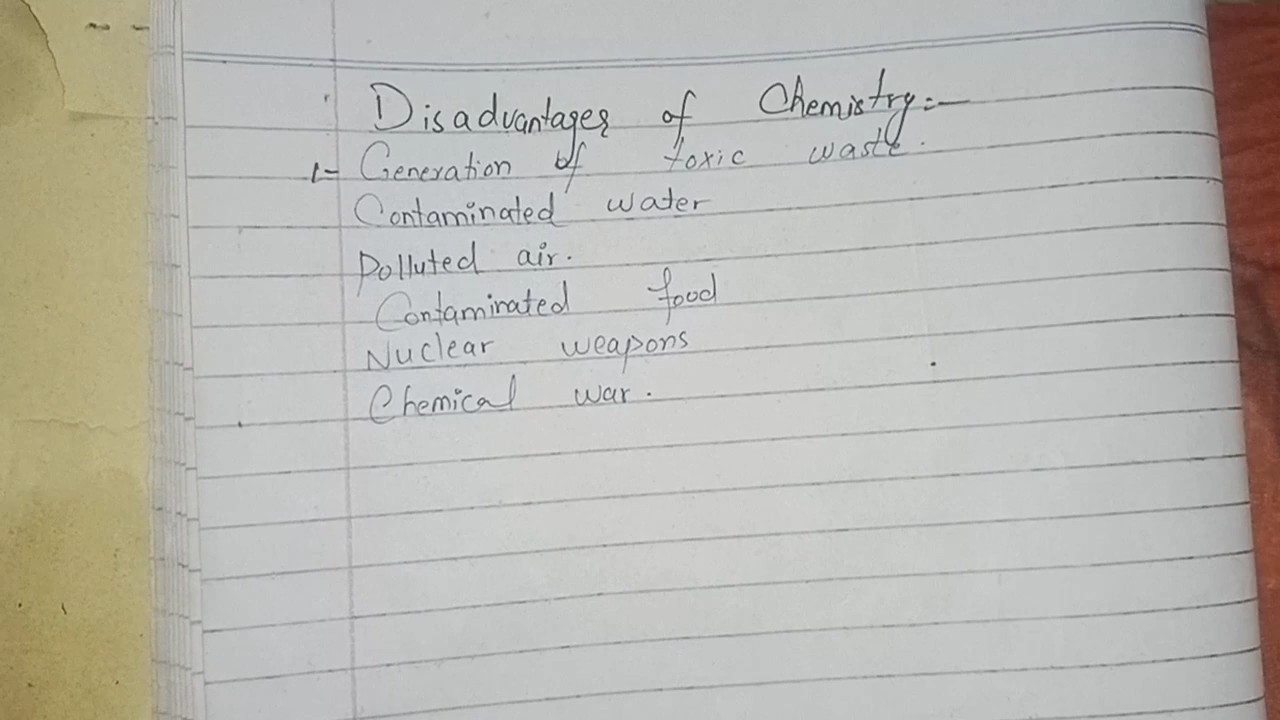 Disadvantages of Chemistry:-
1- Generation of toxic waste.
Contaminated water
Polluted air.
Contaminated food
Nuclear weapons
Chemical war.